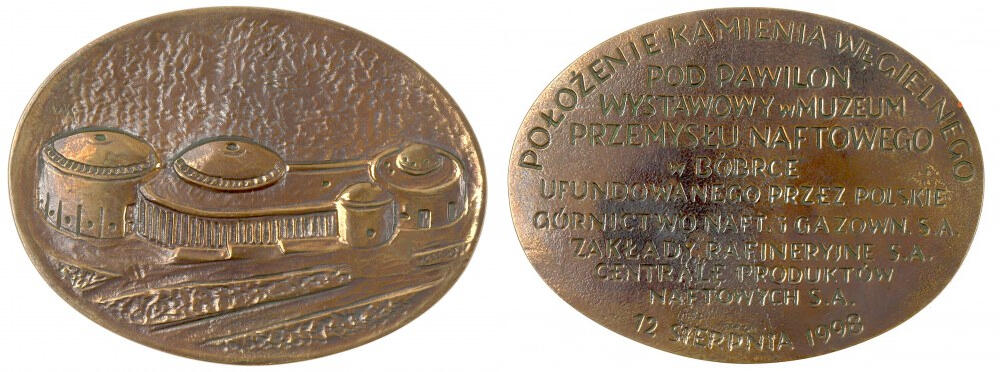 POŁOŻENIE KAMIENIA WĘGIELNEGO
POD PAWILON
WYSTAWOWY W MUZEUM
PRZEMYSŁU NAFTOWEGO
W BÓBRCE
UFUNDOWANEGO PRZEZ POLSKIE
GÓRNICTWO NAFT. I GAZOWN. S.A.
ZAKŁADY RAFINERYJNE S.A.
CENTRALE PRODUKTÓW
NAFTOWYCH S.A.
12 SIERPNIA 1998